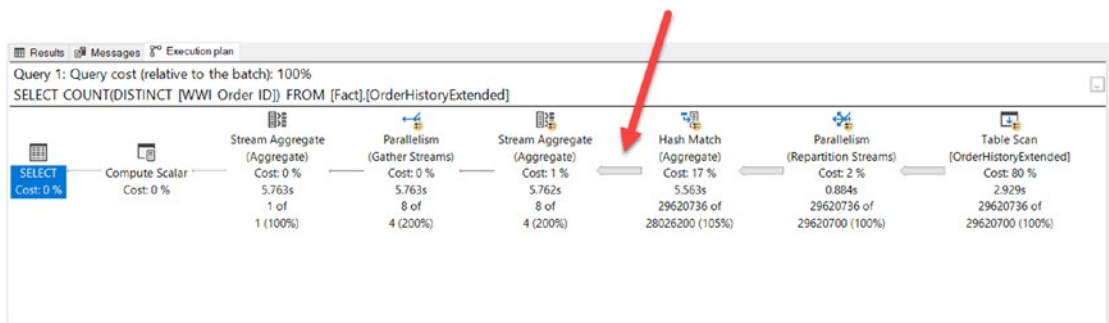 Results Messages Execution plan
Query 1: Query cost (relative to the batch): 100%
SELECT COUNT(DISTINCT [WWI Order ID]) FROM [Fact].[OrderHistoryExtended]
SELECT
Cost: 0 %
Compute Scalar
Cost: 0 %
Stream Aggregate
(Aggregate)
Cost: 0 %
5.763s
1 of
1 (100%)
Parallelism
(Gather Streams)
Cost: 0 %
5.763s
8 of
4 (200%)
Stream Aggregate
(Aggregate)
Cost: 1 %
5.762s
8 of
4 (200%)
Hash Match
(Aggregate)
Cost: 17 %
5.563s
29620736 of
28026200 (105%)
Parallelism
(Repartition Streams)
Cost: 2 %
0.884s
29620736 of
29620700 (100%)
Table Scan
[OrderHistoryExtended]
Cost: 80 %
2.929s
29620736 of
29620700 (100%)